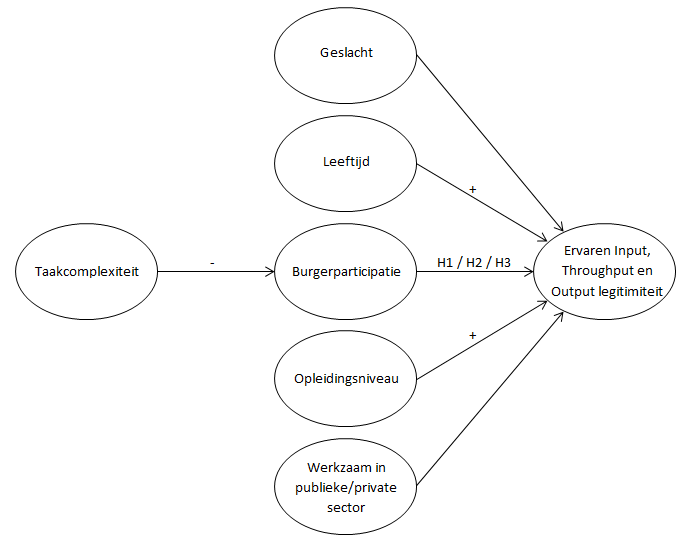 Geslacht
Leeftijd
+
Taakcomplexiteit
-
Burgerparticipatie
H1 / H2 / H3
Ervaren Input,
Throughput en
Output legitimiteit
+
Opleidingsniveau
Werkzaam in
publieke/private
sector